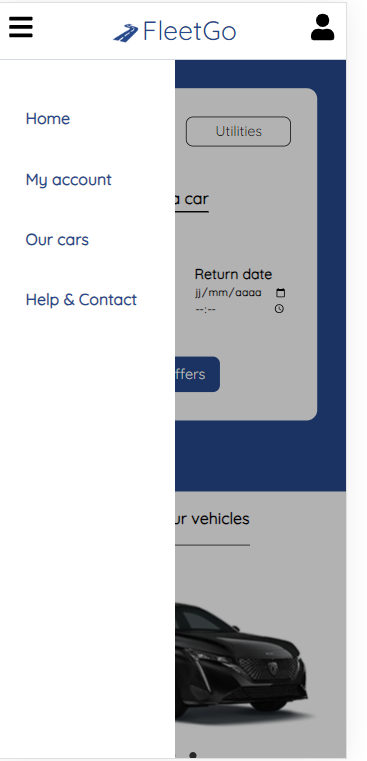 FleetGo
Home
Utilities
My account
a car
Our cars
Return date
Help & Contact
jj/mm/aaaa
--:--
ffers
ur vehicles